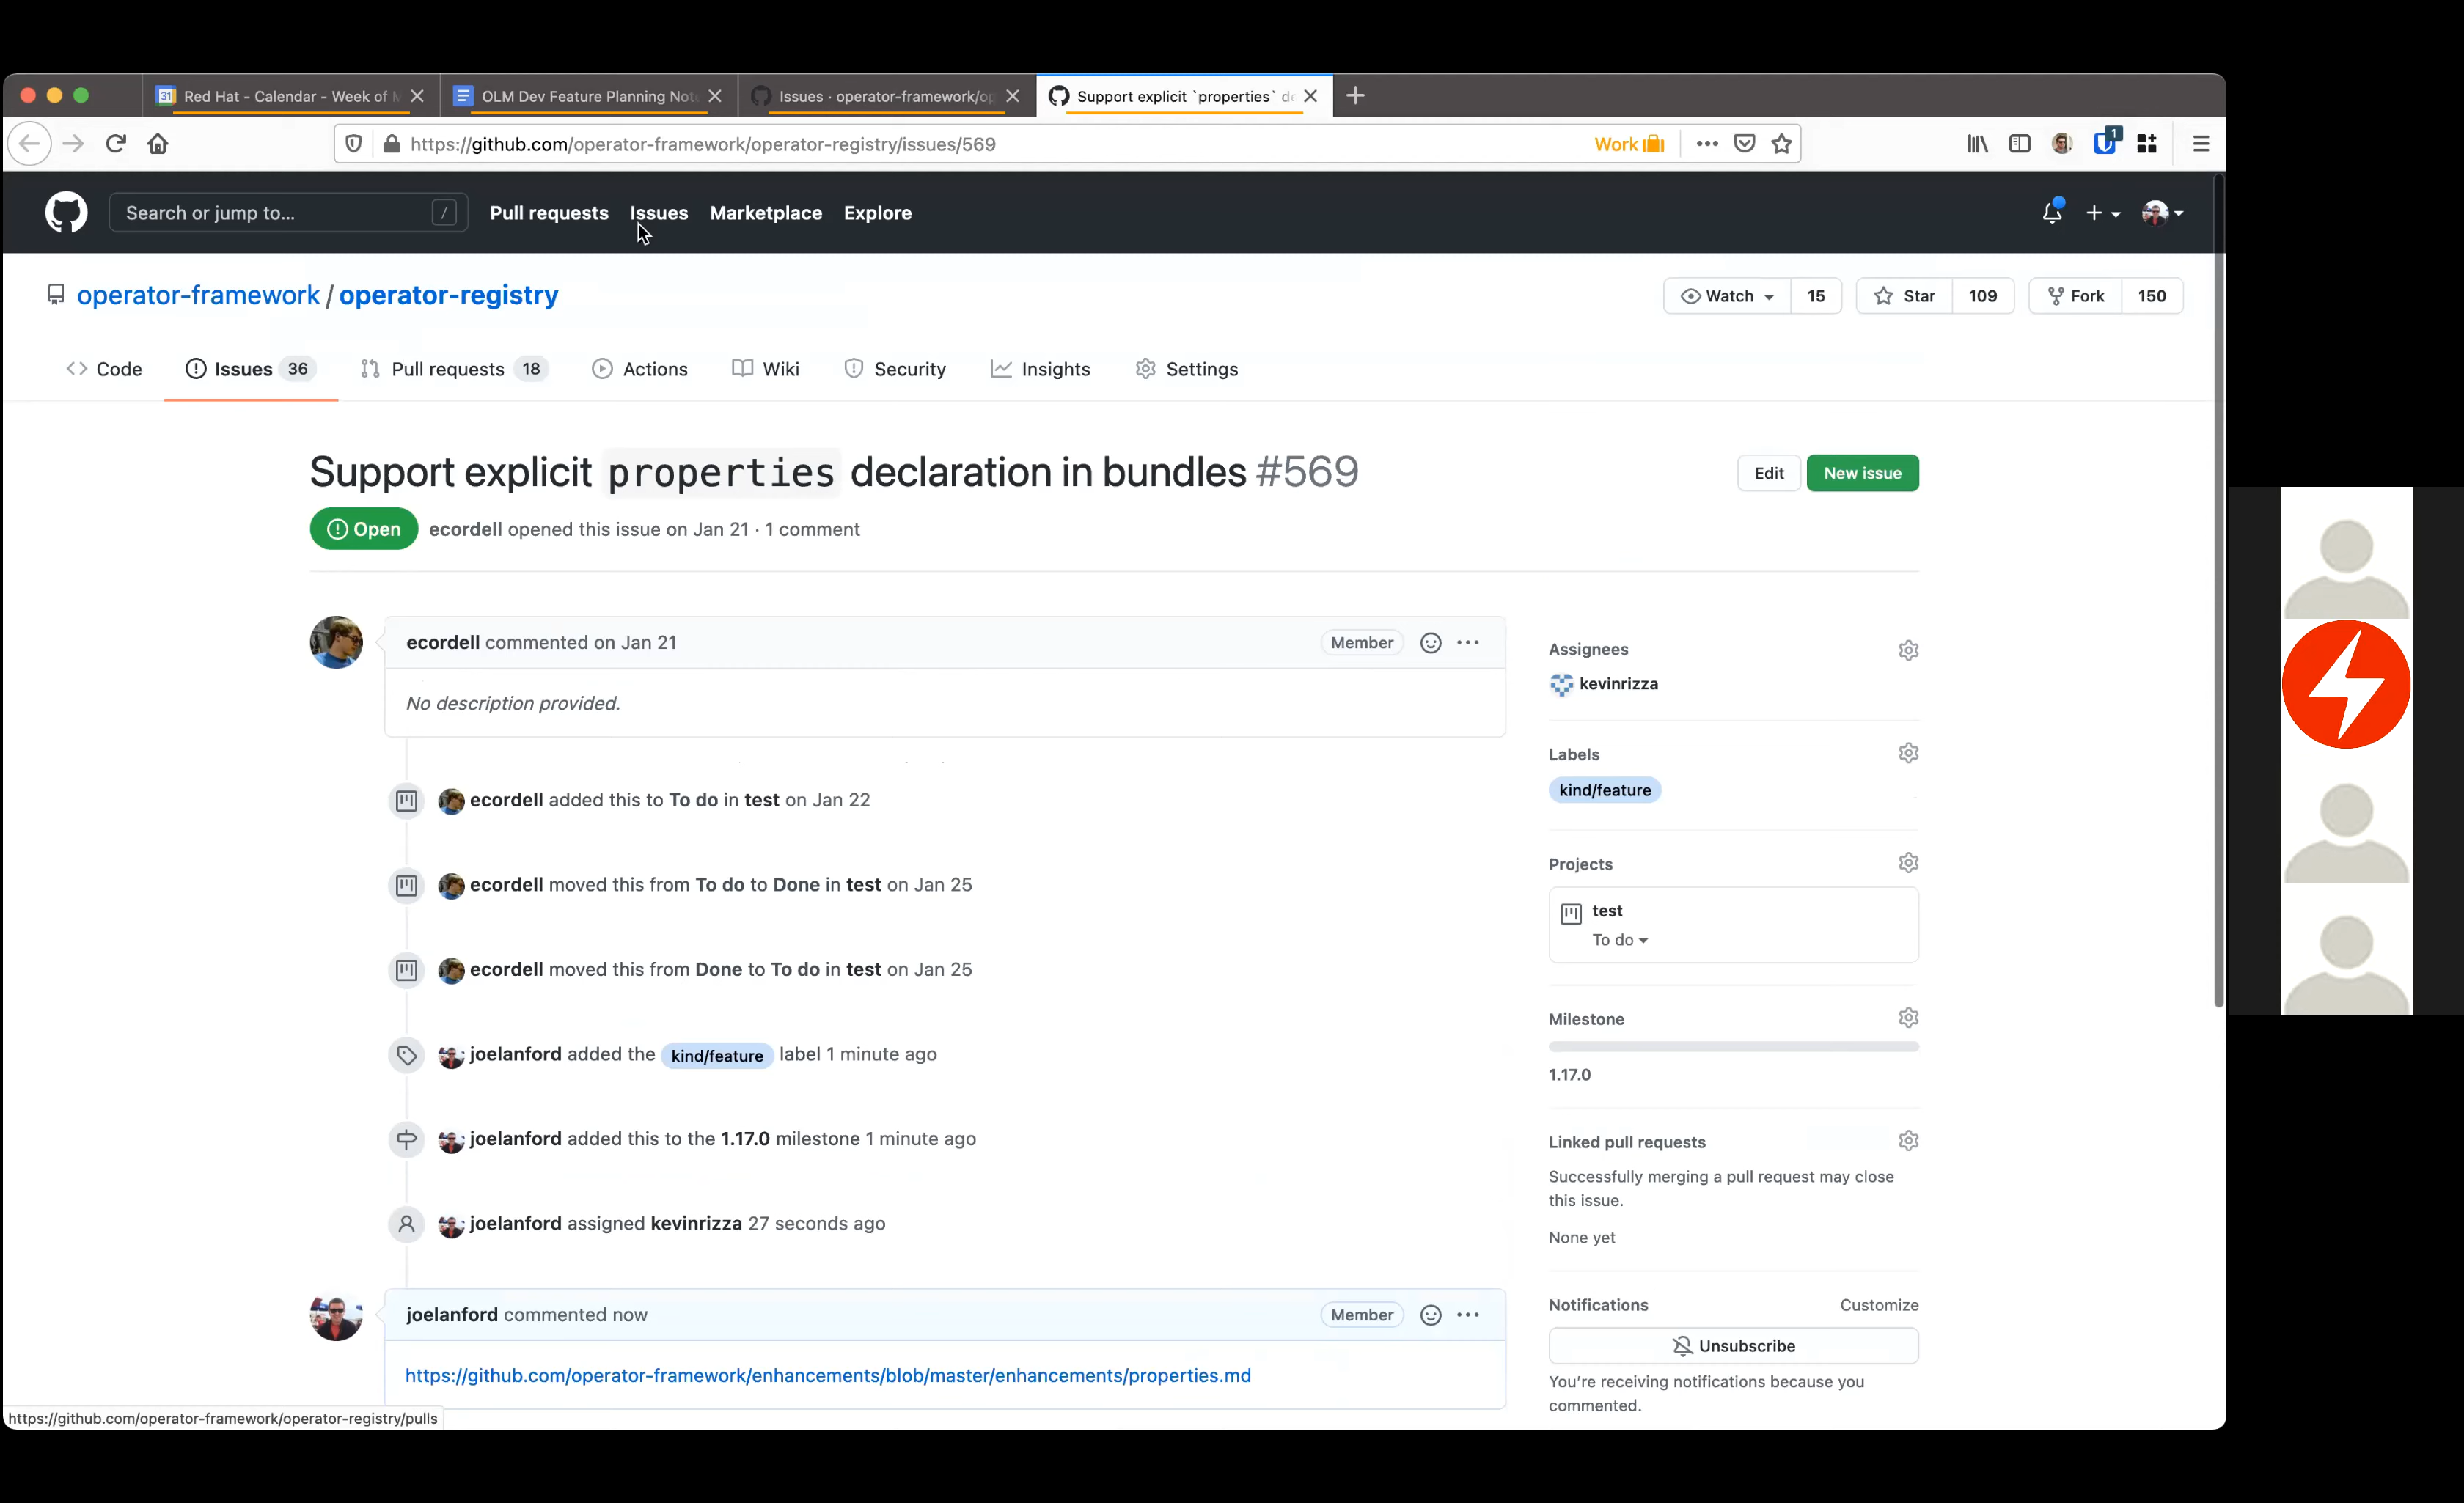 31 Red Hat - Calendar - Week of
OLM Dev Feature Planning Not
Issues · operator-framework/op
Support explicit `properties` de
https://github.com/operator-framework/operator-registry/issues/569
Work
1
Search or jump to...
/
Pull requests
Issues
Marketplace
Explore
operator-framework / operator-registry
Watch 15
Star 109
Fork 150
Code
Issues 36
Pull requests 18
Actions
Wiki
Security
Insights
Settings
Support explicit properties declaration in bundles #569
Edit
New issue
Open
ecordell opened this issue on Jan 21 · 1 comment
ecordell commented on Jan 21
Member
No description provided.
ecordell added this to To do in test on Jan 22
ecordell moved this from To do to Done in test on Jan 25
ecordell moved this from Done to To do in test on Jan 25
joelanford added the kind/feature label 1 minute ago
joelanford added this to the 1.17.0 milestone 1 minute ago
joelanford assigned kevinrizza 27 seconds ago
joelanford commented now
Member
https://github.com/operator-framework/enhancements/blob/master/enhancements/properties.md
Assignees
kevinrizza
Labels
kind/feature
Projects
test
To do
Milestone
1.17.0
Linked pull requests
Successfully merging a pull request may close
this issue.
None yet
Notifications
Customize
Unsubscribe
You're receiving notifications because you
commented.
https://github.com/operator-framework/operator-registry/pulls